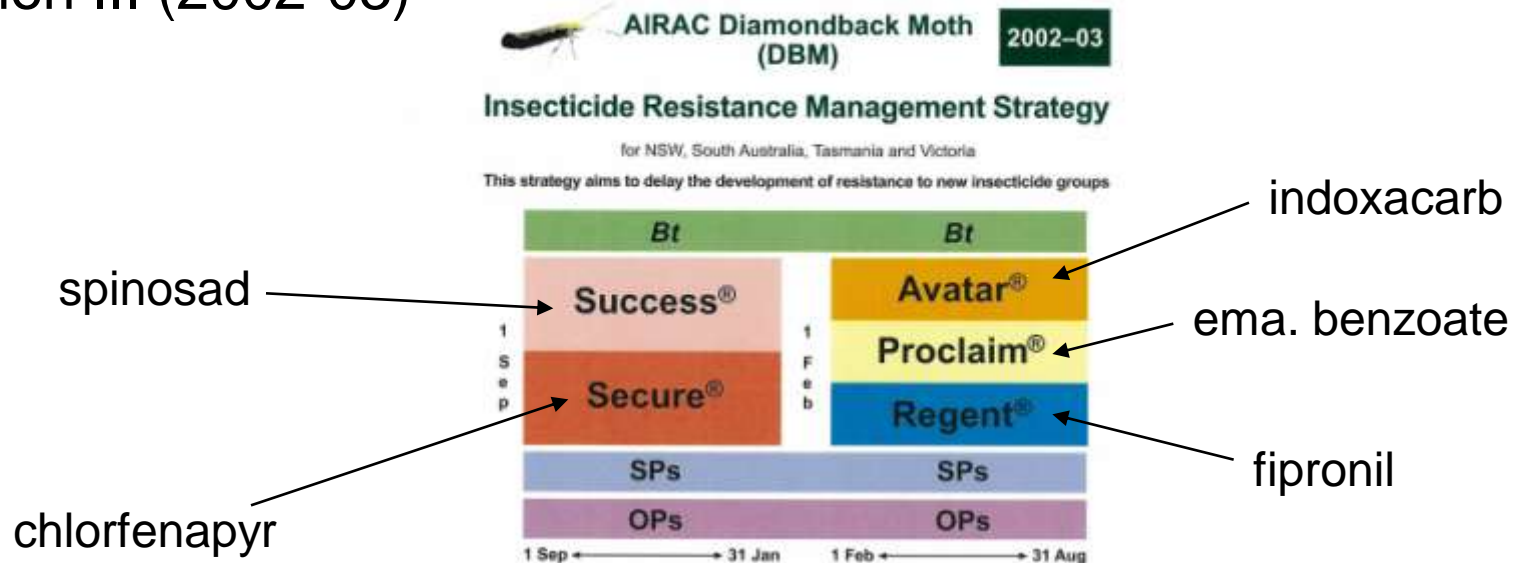 (2002-03)
AIRAC Diamondback Moth
(DBM)
2002–03
Insecticide Resistance Management Strategy
for NSW, South Australia, Tasmania and Victoria
This strategy aims to delay the development of resistance to new insecticide groups
Bt Bt
indoxacarb
spinosad
Success® Avatar®
ema. benzoate
1 Sep
1 Feb
Proclaim®
Secure® Regent®
fipronil
SPs SPs
chlorfenapyr
OPs OPs
1 Sep 31 Jan 1 Feb 31 Aug